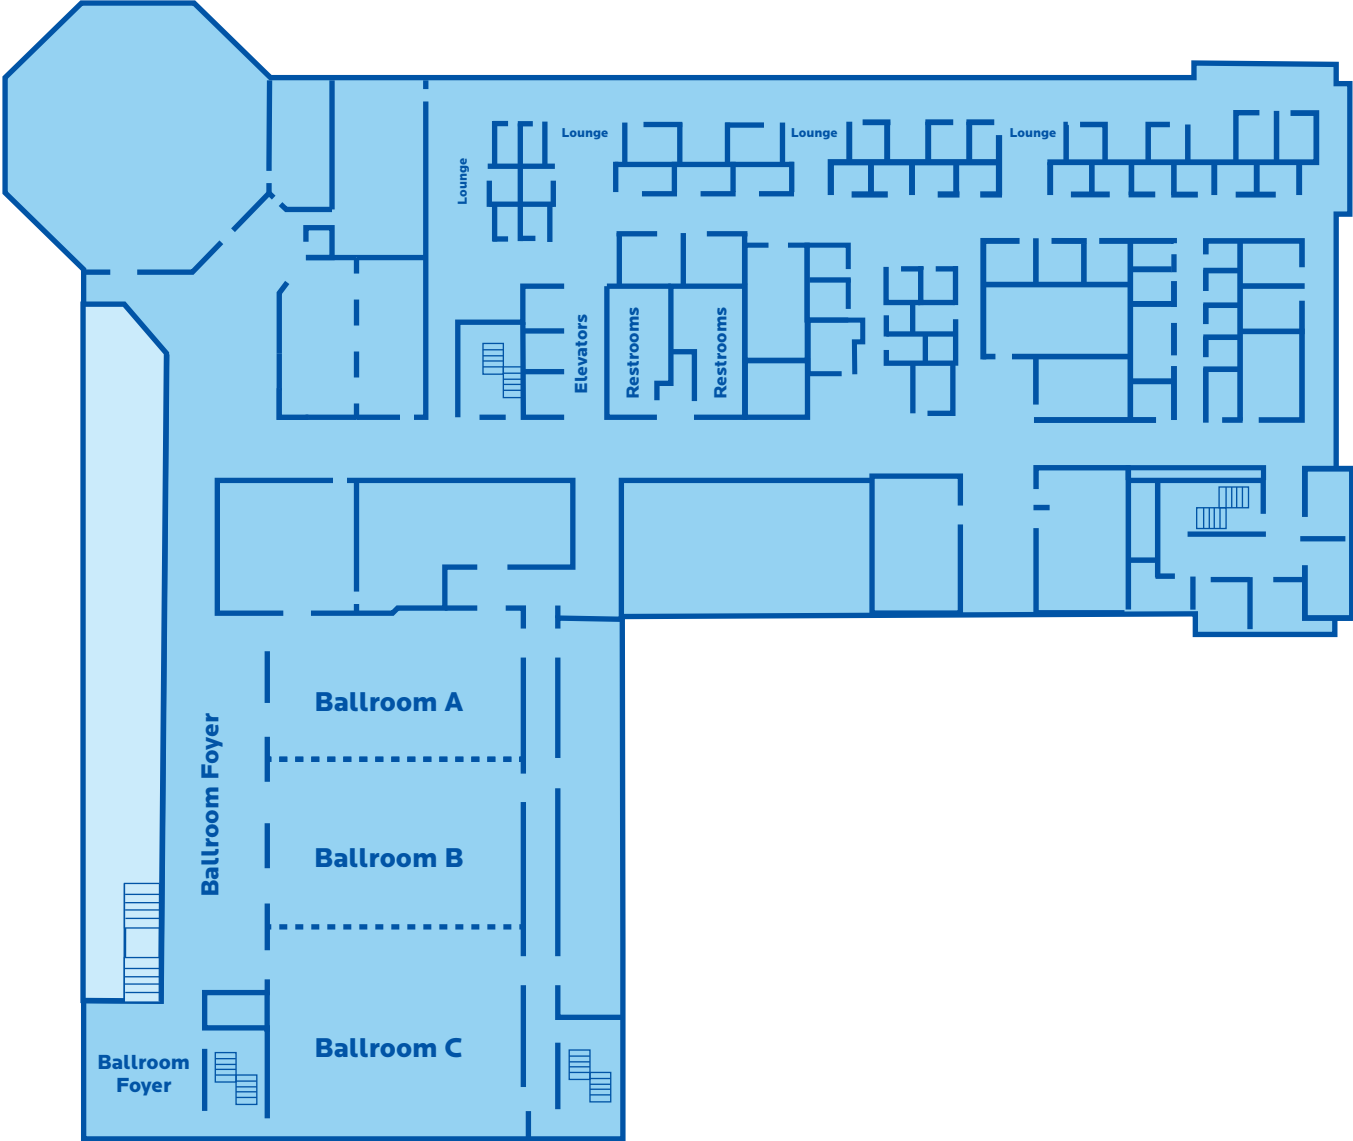 Lounge
Lounge
Lounge
Lounge
Elevators
Restrooms
Restrooms
Ballroom A
Ballroom Foyer
Ballroom B
Ballroom C
Ballroom
Foyer